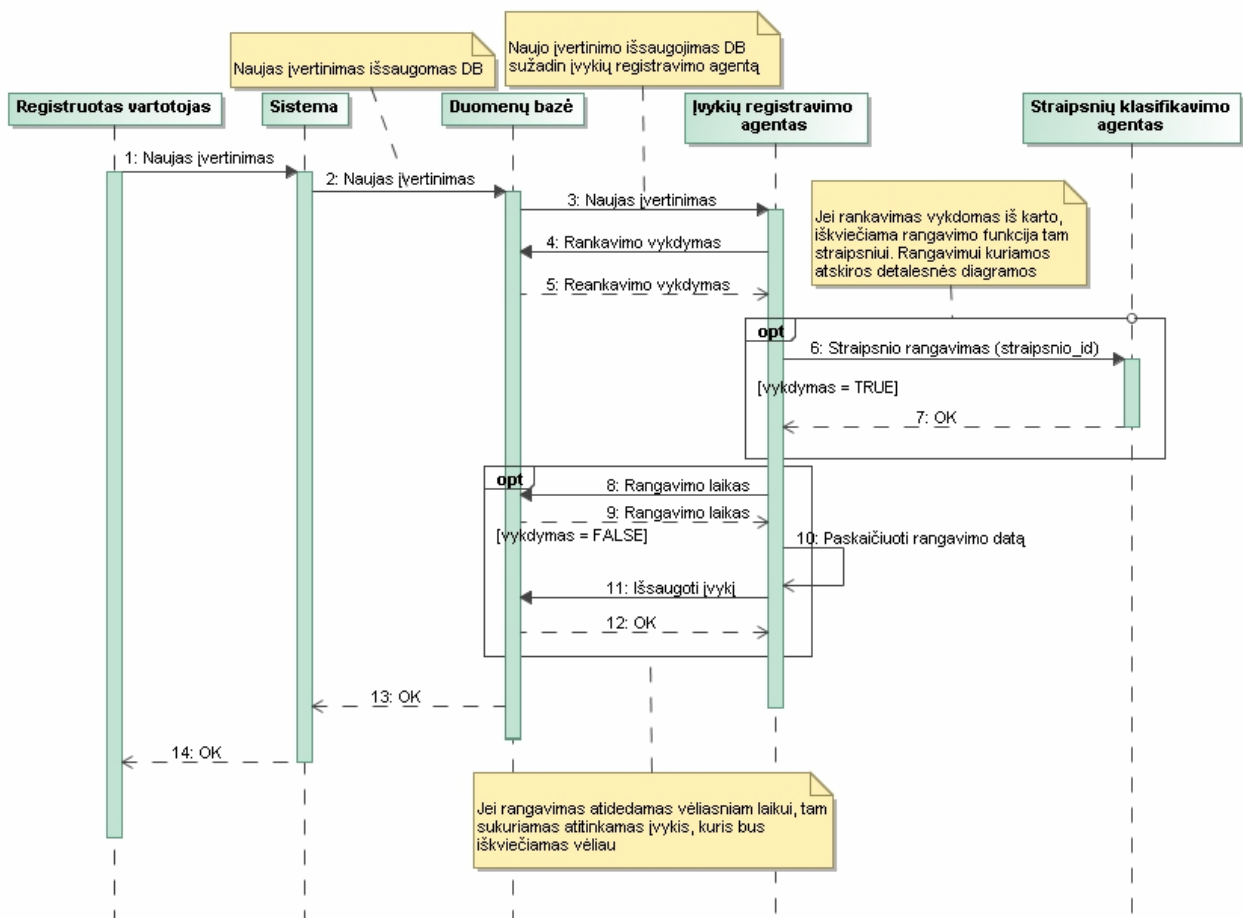 Naujo įvertinimo išsaugojimas DB
sužadin įvykių registravimo agentą
Naujas įvertinimas išsaugomas DB
Registruotas vartotojas
Sistema
Duomenų bazė
Įvykių registravimo
agentas
Straipsnių klasifikavimo
agentas
1: Naujas įvertinimas
2: Naujas įvertinimas
3: Naujas įvertinimas
Jei rankavimas vykdomas iš karto,
iškviečiama rangavimo funkcija tam
straipsniui. Rangavimui kuriamos
atskiros detalesnės diagramos
4: Rankavimo vykdymas
5: Reankavimo vykdymas
opt
6: Straipsnio rangavimas (straipsnio_id)
[vykdymas = TRUE]
7: OK
opt
8: Rangavimo laikas
9: Rangavimo laikas
[vykdymas = FALSE]
10: Paskaičiuoti rangavimo datą
11: Išsaugoti įvykį
12: OK
13: OK
14: OK
Jei rangavimas atidedamas vėliasniam laikui, tam
sukuriamas atitinkamas įvykis, kuris bus
iškviečiamas vėliau